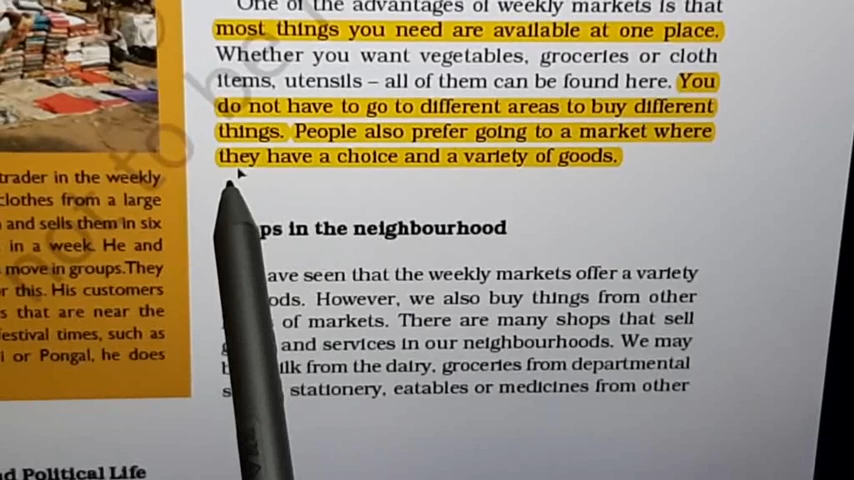 One of the advantages of weekly markets is that
most things you need are available at one place.
Whether you want vegetables, groceries or cloth
items, utensils – all of them can be found here. You
do not have to go to different areas to buy different
things. People also prefer going to a market where
they have a choice and a variety of goods.
trader in the weekly
clothes from a large
and sells them in six
in a week. He and
move in groups.They
r this. His customers
s that are near the
festival times, such as
i or Pongal, he does
ps in the neighbourhood
ave seen that the weekly markets offer a variety
ods. However, we also buy things from other
of markets. There are many shops that sell
and services in our neighbourhoods. We may
ilk from the dairy, groceries from departmental
s stationery, eatables or medicines from other
d Political Life
not to be